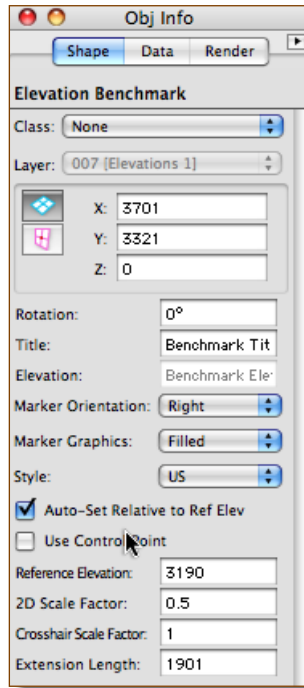 Obj Info
Shape Data Render
Elevation Benchmark
Class: None
Layer: 007 [Elevations 1]
X: 3701
Y: 3321
Z: 0
Rotation: 0°
Title: Benchmark Tit
Elevation: Benchmark Ele
Marker Orientation: Right
Marker Graphics: Filled
Style: US
Auto-Set Relative to Ref Elev
Use Control Point
Reference Elevation: 3190
2D Scale Factor: 0.5
Crosshair Scale Factor: 1
Extension Length: 1901